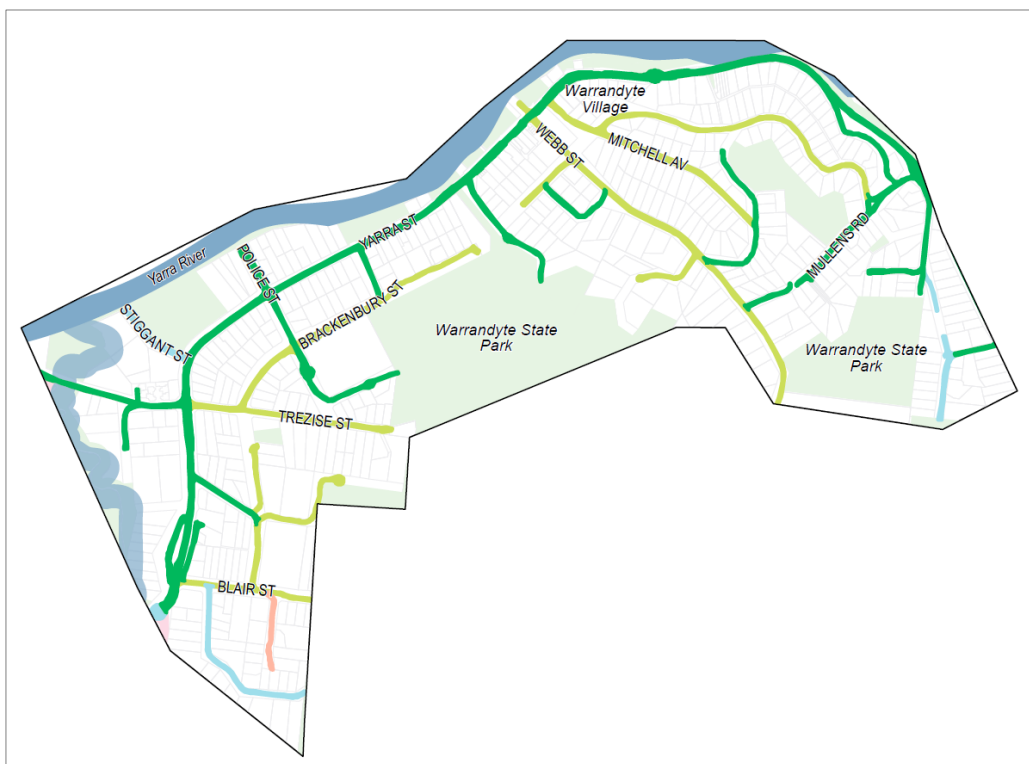 Warrandyte
Village
WEBB ST
MITCHELL AV
YARRA ST
MULLENS RD
Yarra River
POLICE ST
STIGGANT ST
BRACKENBURY ST
Warrandyte State
Park
Warrandyte State
Park
TREZISE ST
BLAIR ST